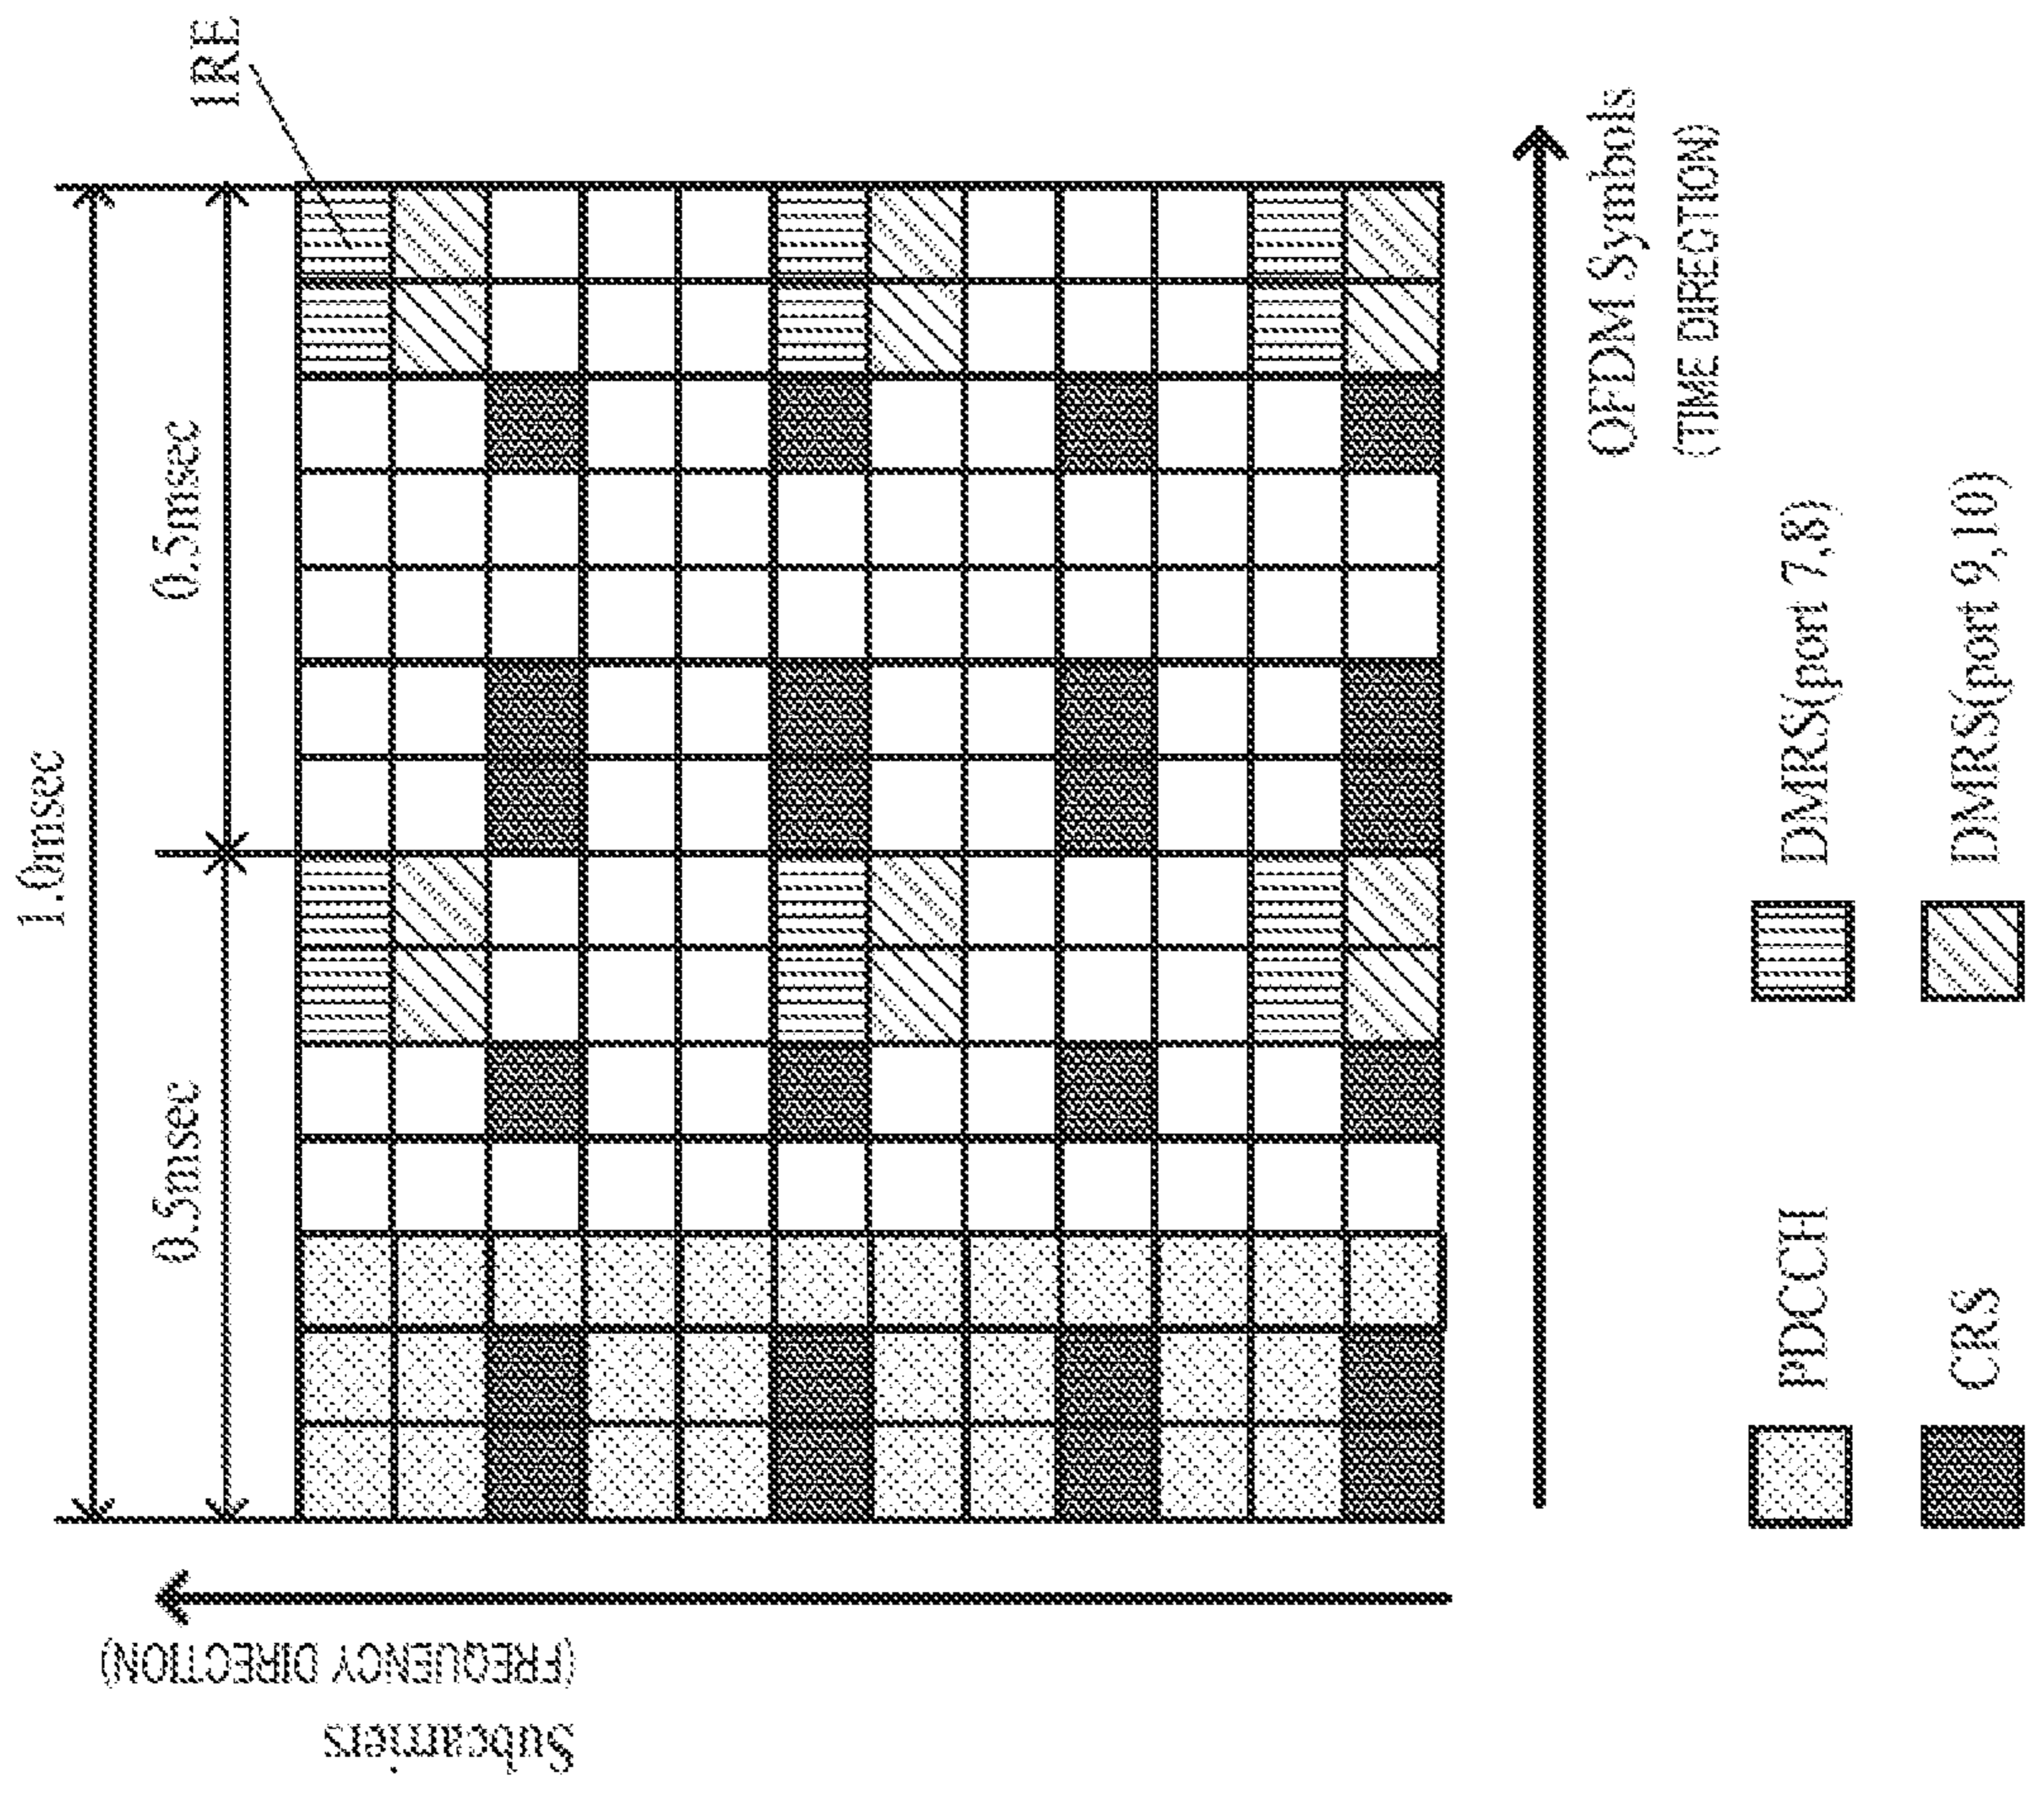 1.0msec
0.5msec
0.5msec
1RE
Subcarriers
(FREQUENCY DIRECTION)
OFDM Symbols
(TIME DIRECTION)
PDCCH
DMRS(port 7,8)
CRS
DMRS(port 9,10)